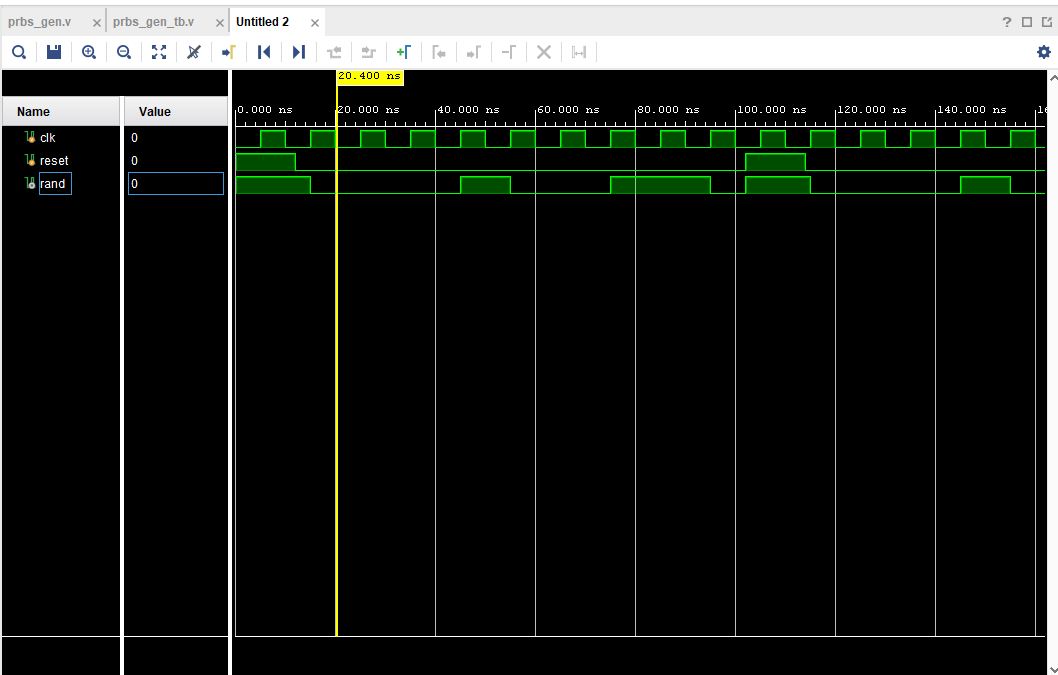 prbs_gen.v × prbs_gen_tb.v × Untitled 2 ×
?
20.400 ns
Name Value
0.000 ns 20.000 ns 40.000 ns 60.000 ns 80.000 ns 100.000 ns 120.000 ns 140.000 ns 16
clk 0
reset 0
rand 0